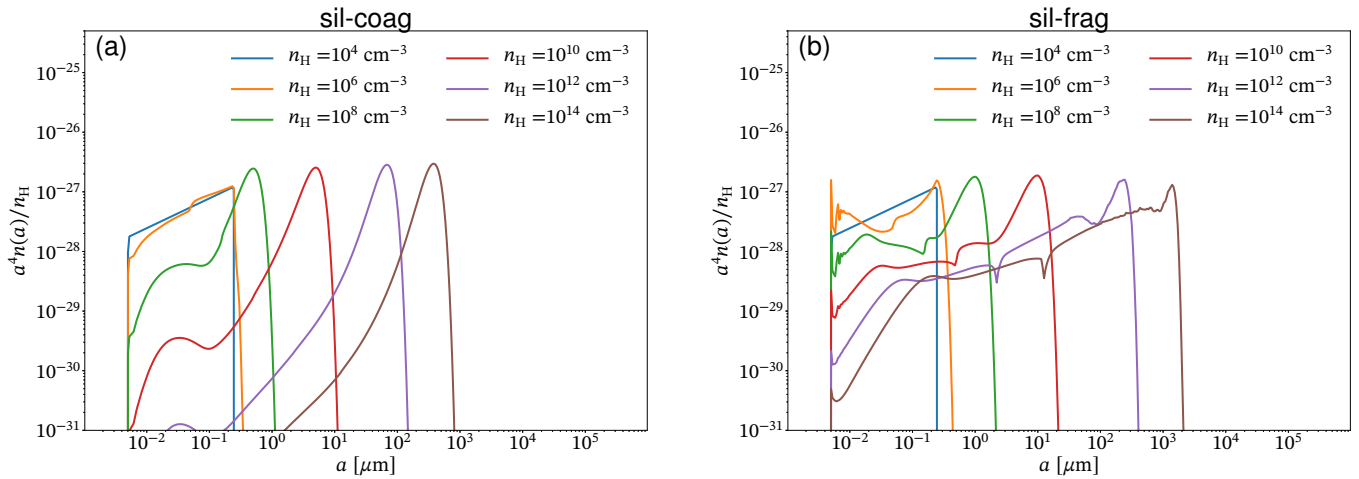 sil-coag
(a)
n_H =10^4 cm^−3
n_H =10^6 cm^−3
n_H =10^8 cm^−3
n_H =10^10 cm^−3
n_H =10^12 cm^−3
n_H =10^14 cm^−3
10^−25
10^−26
10^−27
10^−28
10^−29
10^−30
10^−31
a^4n(a)/n_H
10^−2 10^−1 10^0 10^1 10^2 10^3 10^4 10^5
a [μm]
sil-frag
(b)
n_H =10^4 cm^−3
n_H =10^6 cm^−3
n_H =10^8 cm^−3
n_H =10^10 cm^−3
n_H =10^12 cm^−3
n_H =10^14 cm^−3
10^−25
10^−26
10^−27
10^−28
10^−29
10^−30
10^−31
a^4n(a)/n_H
10^−2 10^−1 10^0 10^1 10^2 10^3 10^4 10^5
a [μm]